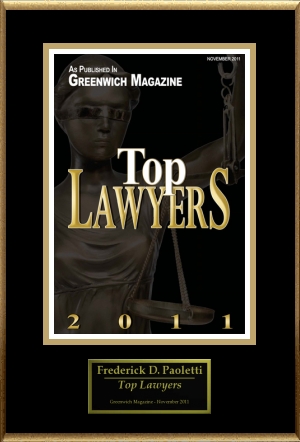 NOVEMBER 2011
AS PUBLISHED IN
GREENWICH MAGAZINE
Top
LAWYERS
2 0 1 1
Frederick D. Paoletti
Top Lawyers
Greenwich Magazine - November 2011